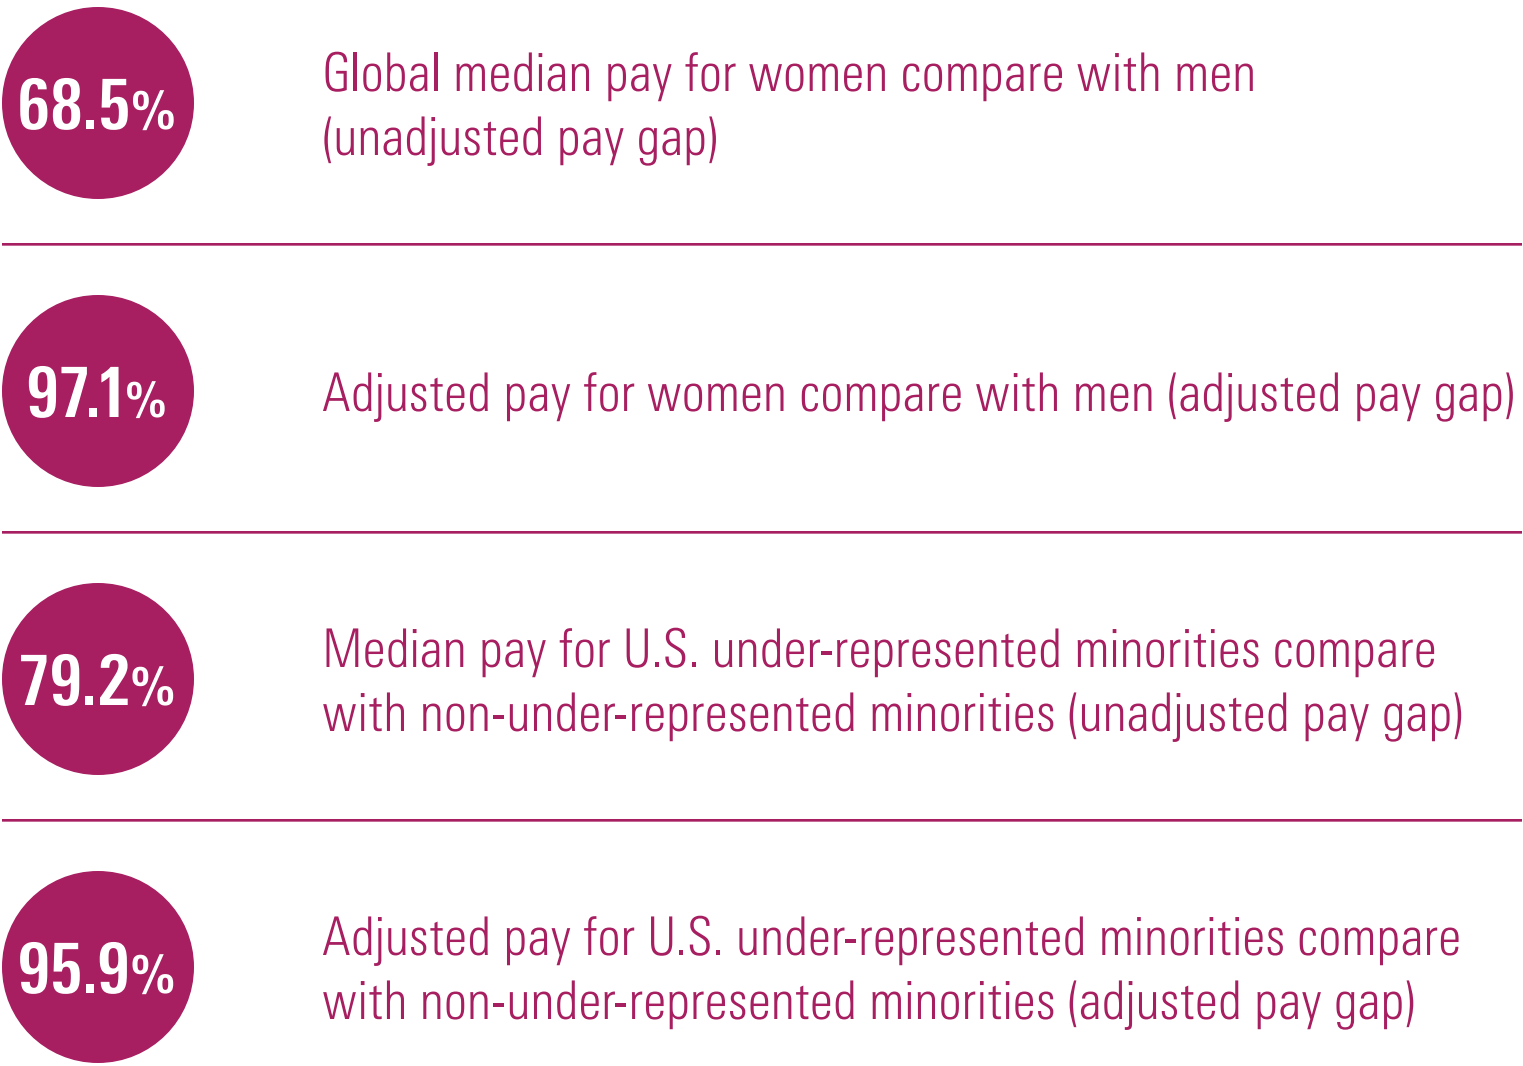 68.5%
Global median pay for women compare with men
(unadjusted pay gap)
97.1%
Adjusted pay for women compare with men (adjusted pay gap)
79.2%
Median pay for U.S. under-represented minorities compare
with non-under-represented minorities (unadjusted pay gap)
95.9%
Adjusted pay for U.S. under-represented minorities compare
with non-under-represented minorities (adjusted pay gap)